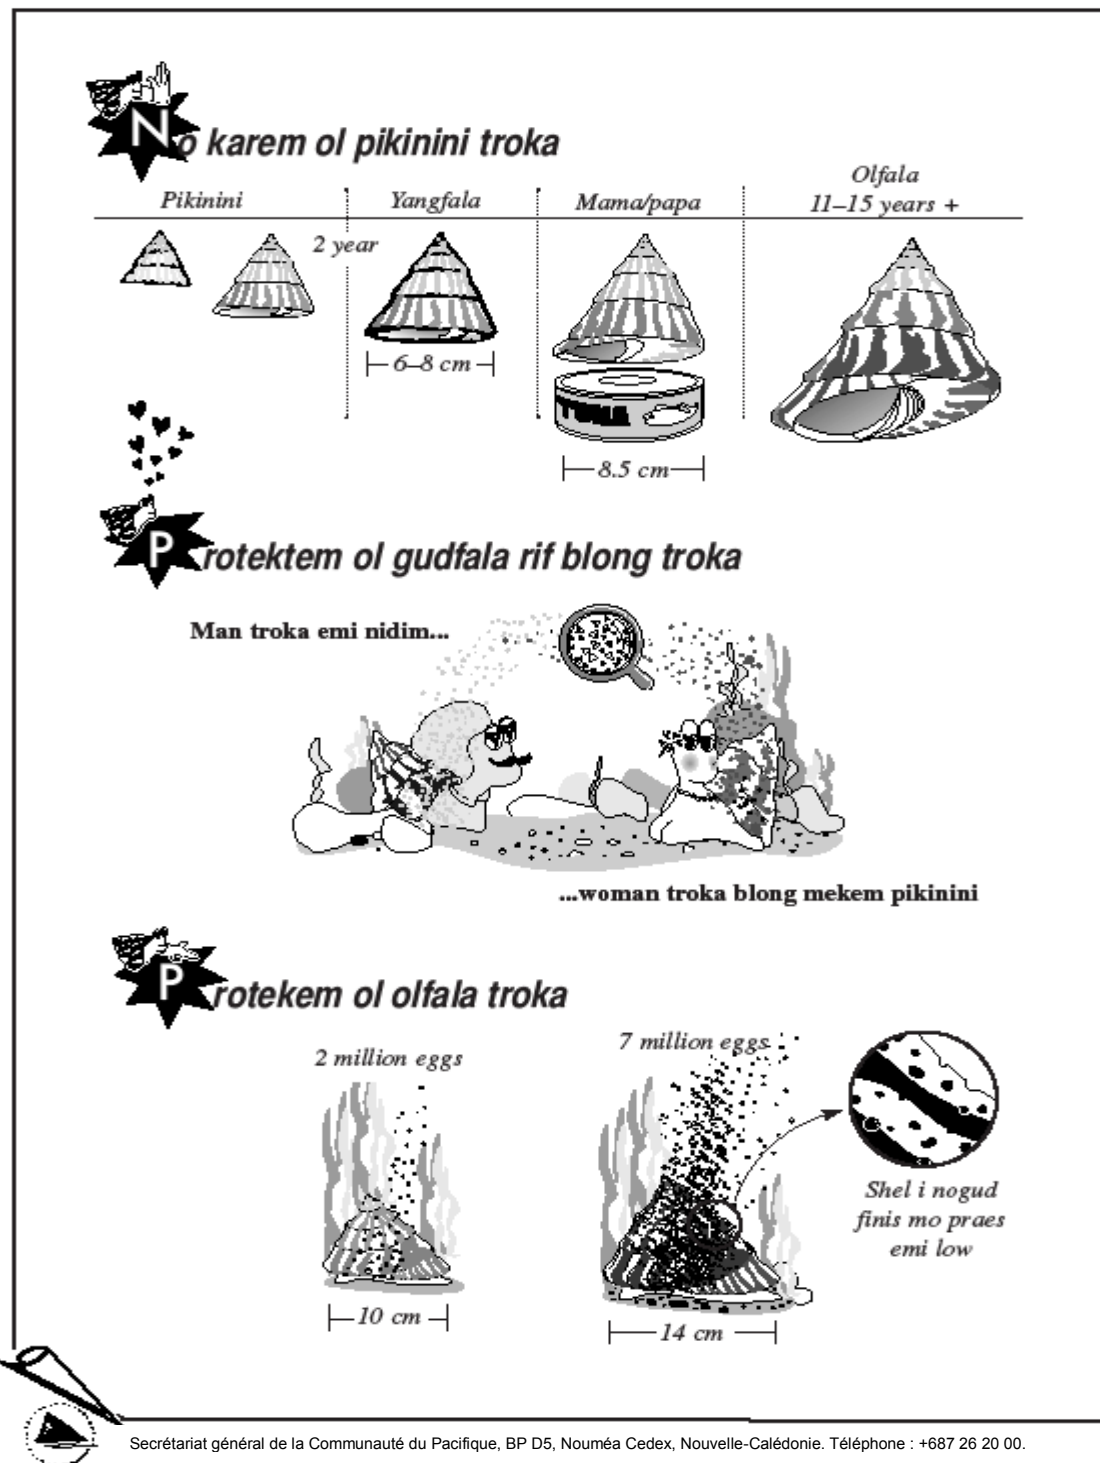 No karem ol pikinini troka
Pikinini
Yangfala
Mama/papa
Olfala
11–15 years +
2 year
6–8 cm
TUNA
8.5 cm
Protektem ol gudfala rif blong troka
Man troka emi nidim...
...woman troka blong mekem pikinini
Protekem ol olfala troka
2 million eggs
7 million eggs
Shel i nogud
finis mo praes
emi low
10 cm
14 cm
Secrétariat général de la Communauté du Pacifique, BP D5, Nouméa Cedex, Nouvelle-Calédonie. Téléphone : +687 26 20 00.